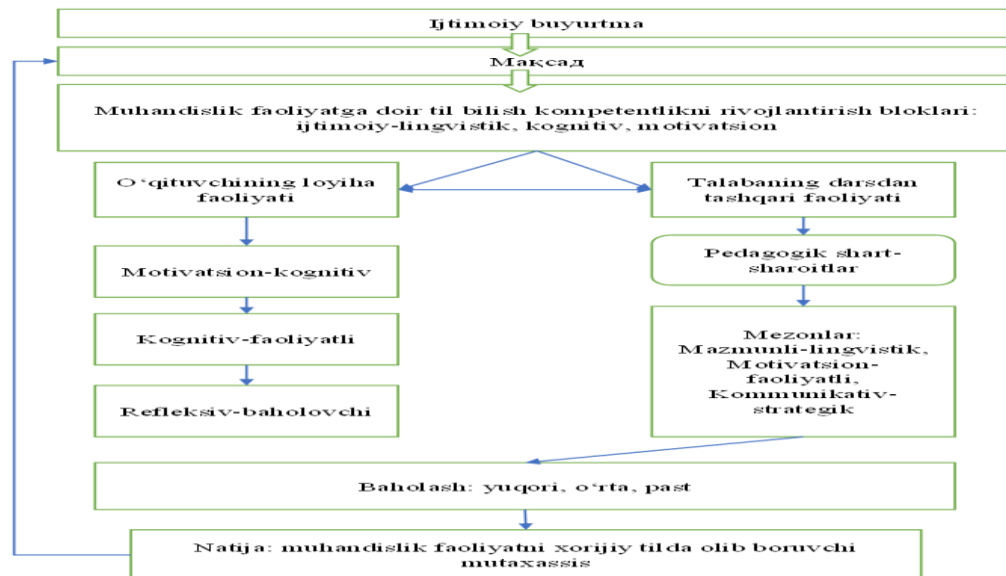 Ijtimoiy buyurtma
Мақсад
Muhandislik faoliyatga doir til bilish kompetentlikni rivojlantirish bloklari:
ijtimoiy-lingvistik, kognitiv, motivatsion
O‘qituvchining loyiha
faoliyati
Talabaning darsdan
tashqari faoliyati
Motivatsion-kognitiv
Pedagogik shart-
sharoitlar
Kognitiv-faoliyatli
Mezonlar:
Mazmunli-lingvistik,
Motivatsion-
faoliyatli,
Kommunikativ-
strategik
Refleksiv-baholovchi
Baholash: yuqori, o‘rta, past
Natija: muhandislik faoliyatni xorijiy tilda olib boruvchi
mutaxassis